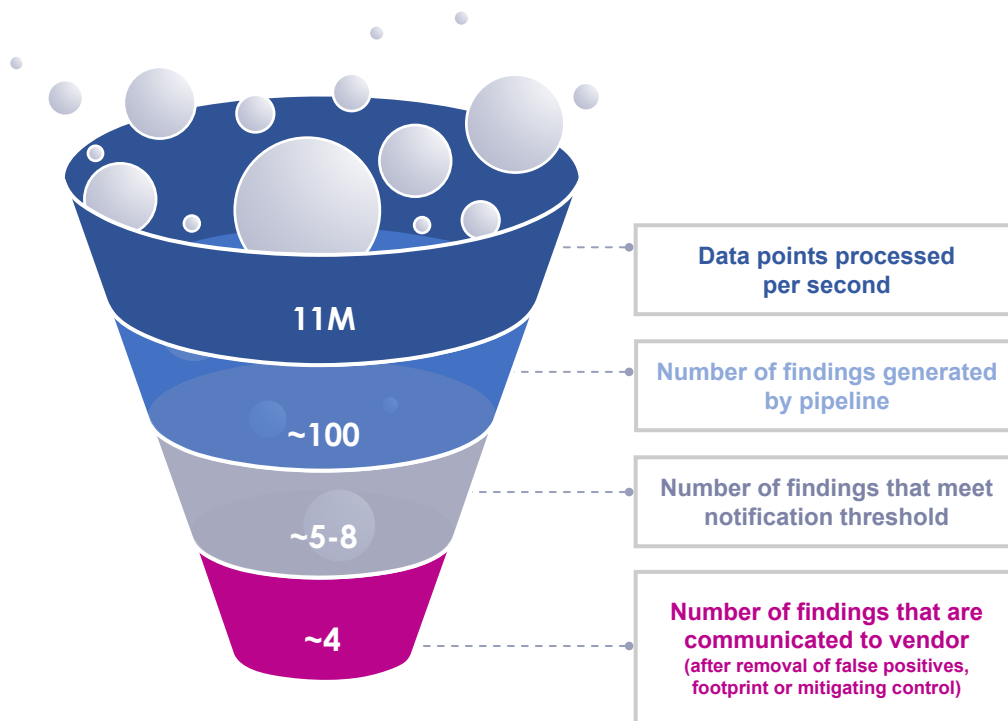 11M
Data points processed
per second
~100
Number of findings generated
by pipeline
~5-8
Number of findings that meet
notification threshold
~4
Number of findings that are
communicated to vendor
(after removal of false positives,
footprint or mitigating control)